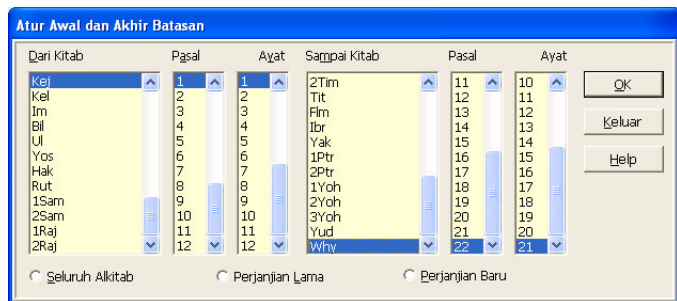 Atur Awal dan Akhir Batasan
Dari Kitab Pasal Ayat Sampai Kitab Pasal Ayat
Kej 1 1 2Tim 11 10 OK
Kel 2 2 Tit 12 11
Im 3 3 Flm 13 12
Bil 4 4 Ibr 14 13 Keluar
Ul 5 5 Yak 15 14
Yos 6 6 1Ptr 16 15
Hak 7 7 2Ptr 17 16 Help
Rut 8 8 1Yoh 18 17
1Sam 9 9 2Yoh 19 18
2Sam 10 10 3Yoh 20 19
1Raj 11 11 Yud 21 20
2Raj 12 12 Why 22 21
Seluruh Alkitab Perjanjian Lama Perjanjian Baru